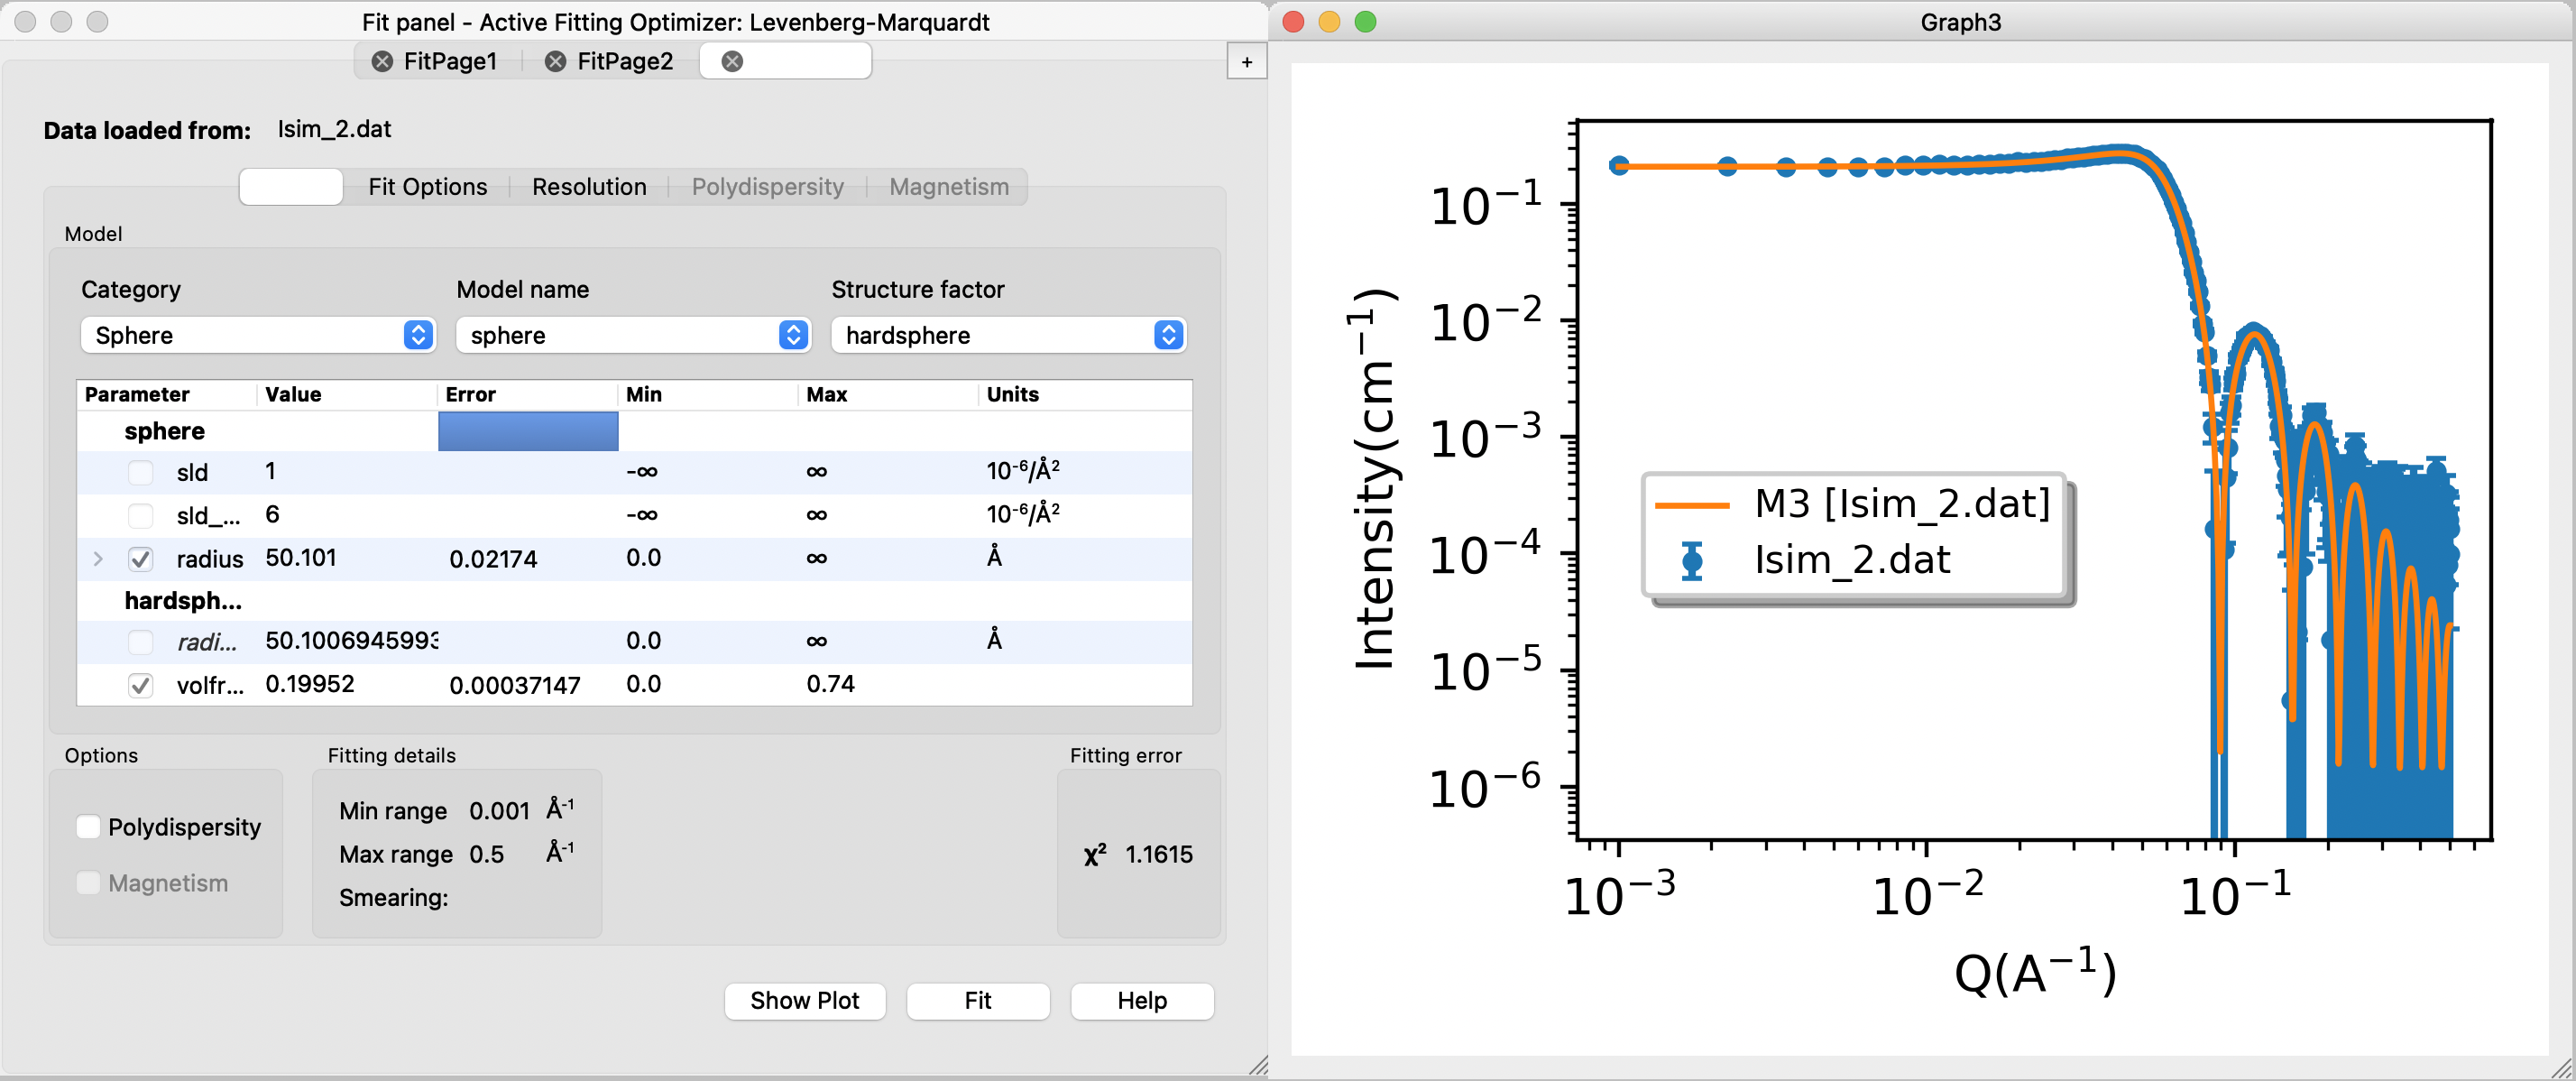 Fit panel - Active Fitting Optimizer: Levenberg-Marquardt
FitPage1 FitPage2
+
Data loaded from: Isim_2.dat
Fit Options Resolution Polydispersity Magnetism
Model
Category Model name Structure factor
Sphere sphere hardsphere
Parameter Value Error Min Max Units
sphere
sld 1 -∞ ∞ 10⁻⁶/Å²
sld_... 6 -∞ ∞ 10⁻⁶/Å²
radius 50.101 0.02174 0.0 ∞ Å
hardsph...
radi... 50.1006945993 0.0 ∞ Å
volfr... 0.19952 0.00037147 0.0 0.74
Options Fitting details Fitting error
Polydispersity
Magnetism
Min range 0.001 Å⁻¹
Max range 0.5 Å⁻¹
Smearing:
χ² 1.1615
Show Plot Fit Help
Graph3
Intensity(cm⁻¹)
10⁻¹
10⁻²
10⁻³
10⁻⁴
10⁻⁵
10⁻⁶
M3 [Isim_2.dat]
Isim_2.dat
10⁻³ 10⁻² 10⁻¹
Q(A⁻¹)